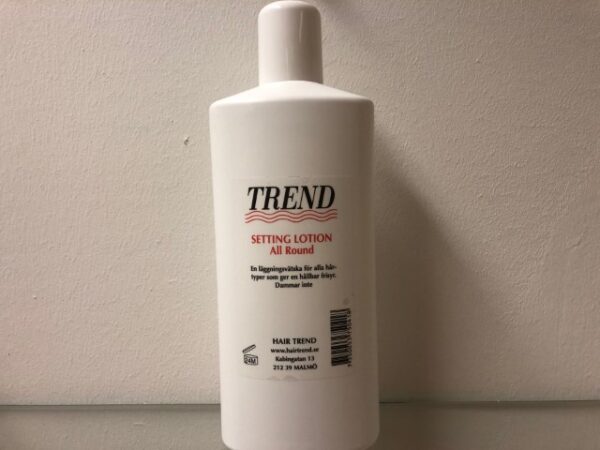 TREND
SETTING LOTION
All Round
En läggningsvätska för alla hår-
typer som ger en hållbar frisyr.
Dammar inte
HAIR TREND
www.hairtrend.se
Kabingatan 13
212 39 MALMÖ
24M